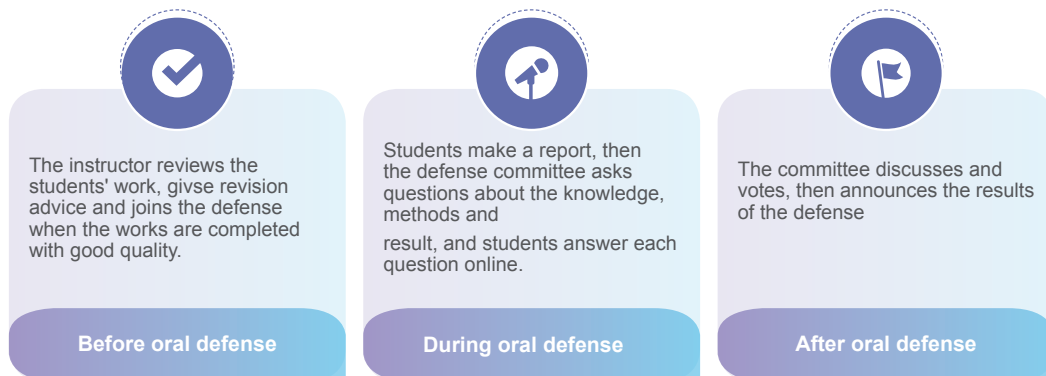 The instructor reviews the
students' work, givse revision
advice and joins the defense
when the works are completed
with good quality.
Before oral defense
Students make a report, then
the defense committee asks
questions about the knowledge,
methods and
result, and students answer each
question online.
During oral defense
The committee discusses and
votes, then announces the results
of the defense
After oral defense